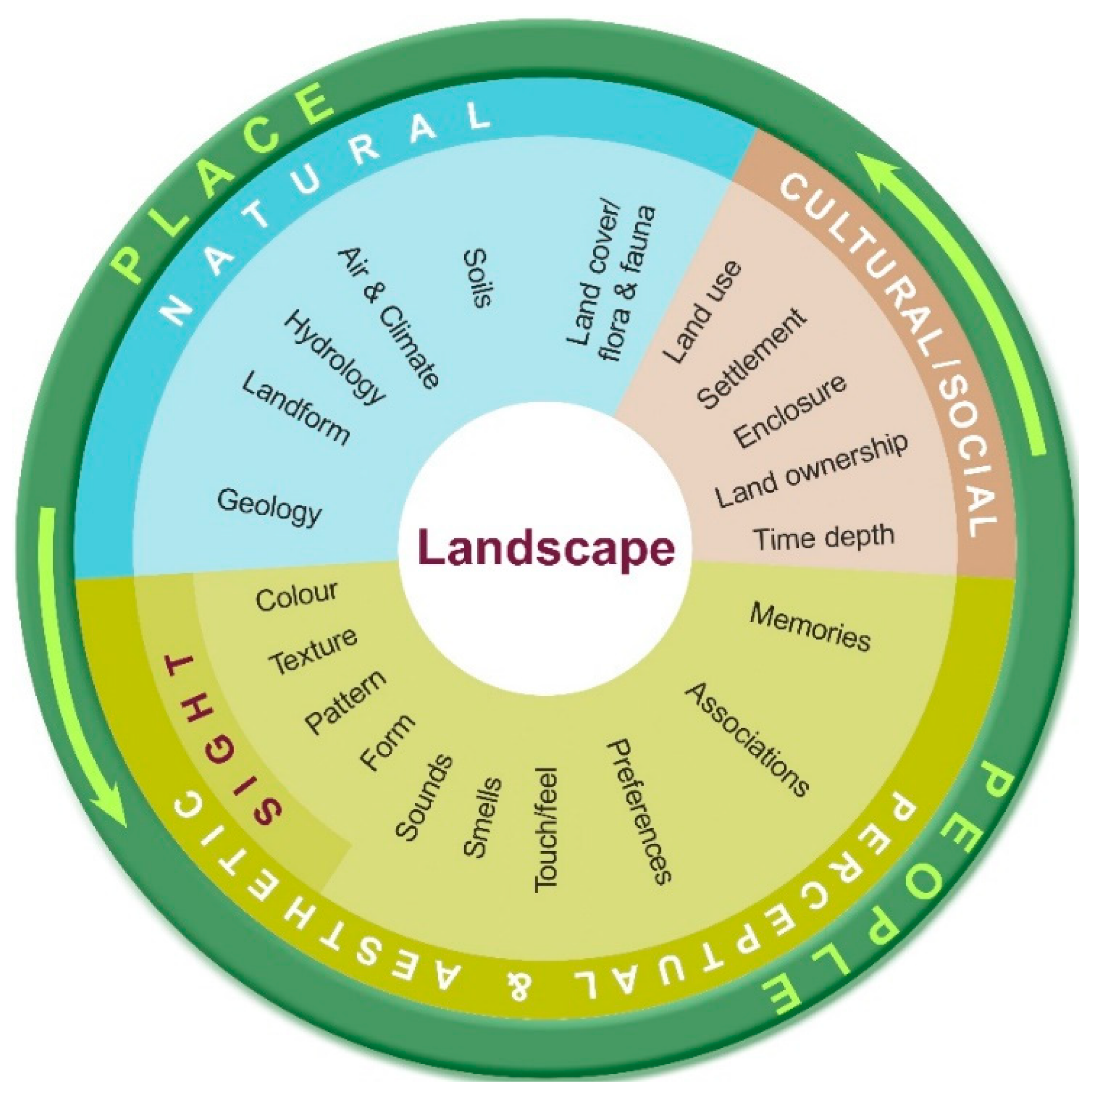 PLACE
PEOPLE
NATURAL
CULTURAL/SOCIAL
PERCEPTUAL & AESTHETIC
SIGHT
Landscape
Geology
Landform
Hydrology
Air & Climate
Soils
Land cover/
flora & fauna
Land use
Settlement
Enclosure
Land ownership
Time depth
Memories
Associations
Preferences
Touch/feel
Smells
Sounds
Form
Pattern
Texture
Colour